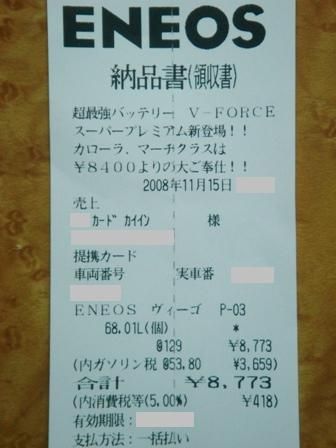 ENEOS
納品書(領収書)
超最強バッテリー V-FORCE
スーパープレミアム新登場！！
カローラ、マーチクラスは
￥8400よりの大ご奉仕！！
2008年11月15日
売上
カード カイイン 様
提携カード
車両番号 実車番
ENEOS ヴィーゴ P-03
68.01L(個) *
@129 ￥8,773
(内ガソリン税 @53.80 ￥3,659)
合計 ￥8,773
(内消費税等(5.00%) ￥418)
有効期限:
支払方法: 一括払い